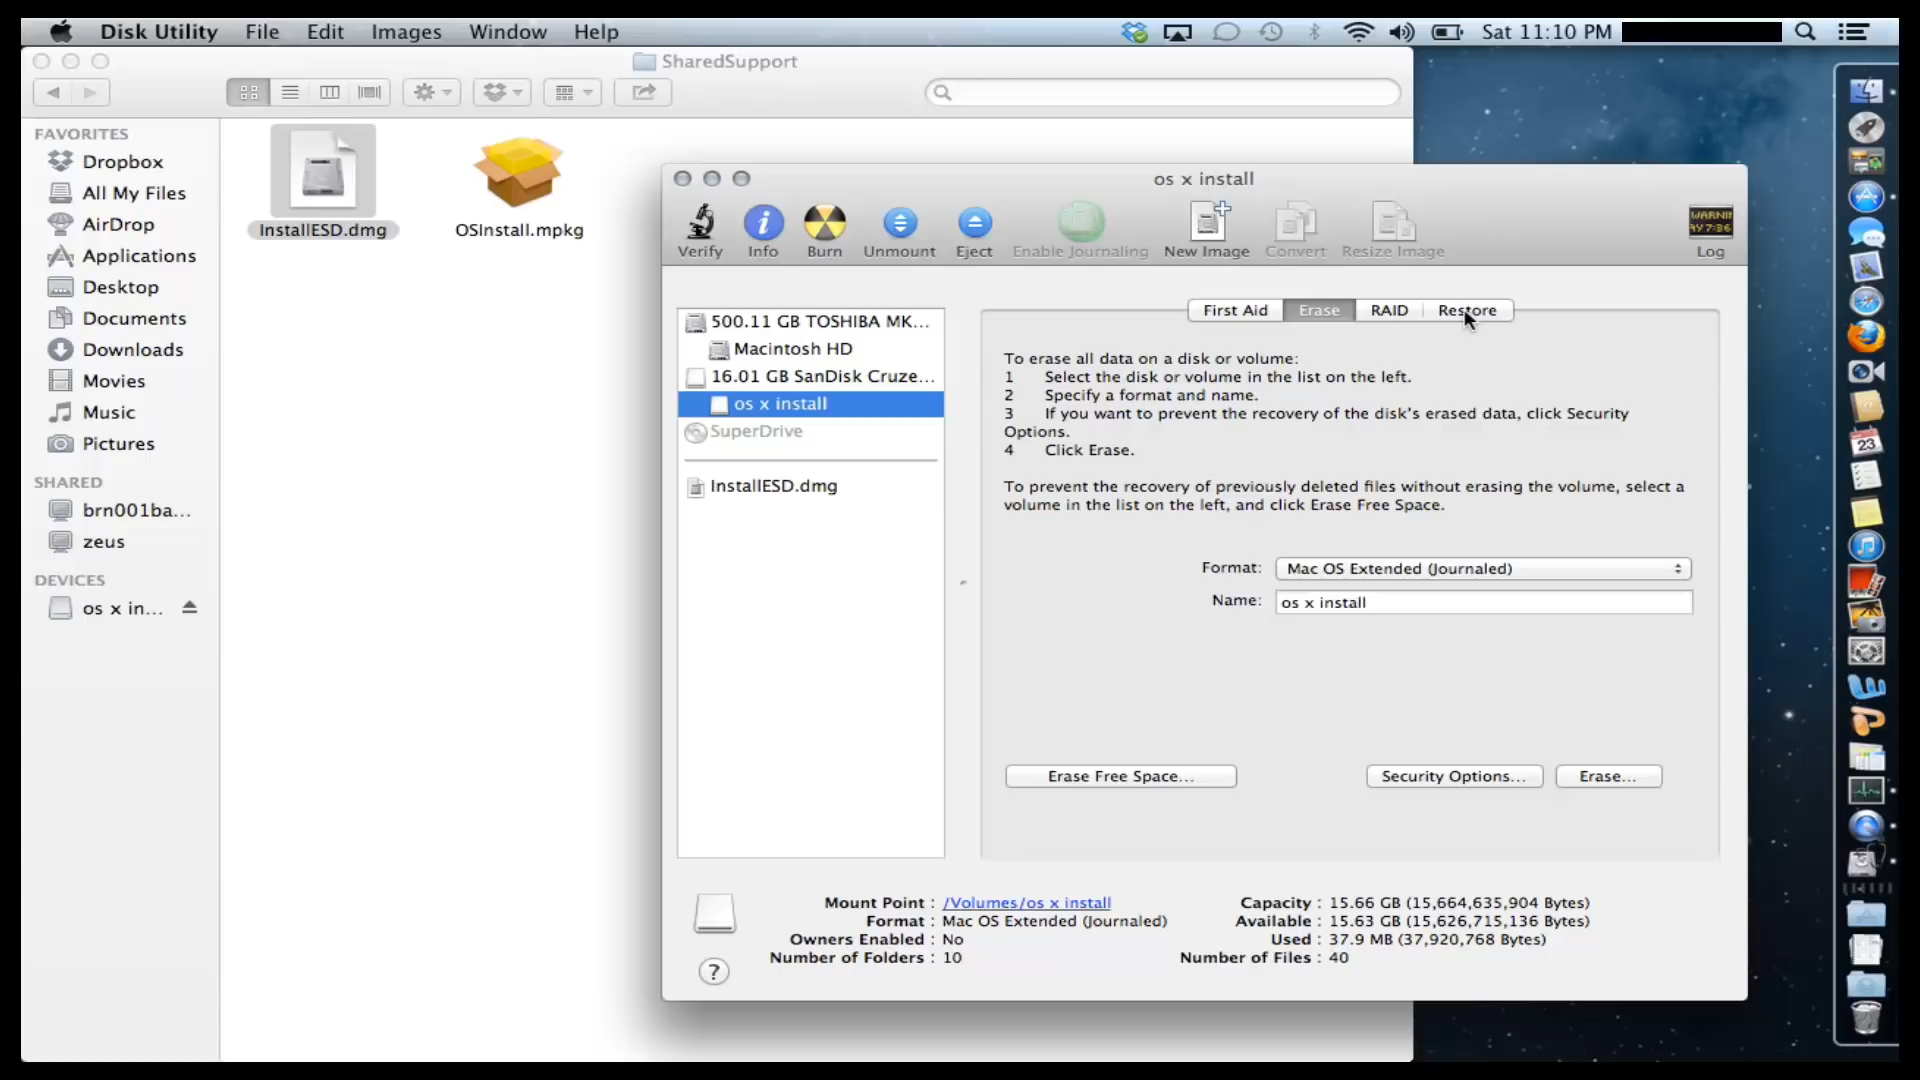 Disk Utility File Edit Images Window Help Sat 11:10 PM
SharedSupport
FAVORITES
Dropbox
All My Files
AirDrop
Applications
Desktop
Documents
Downloads
Movies
Music
Pictures
SHARED
brn001ba...
zeus
DEVICES
os x in...
InstallESD.dmg
OSInstall.mpkg
os x install
Verify Info Burn Unmount Eject Enable Journaling New Image Convert Resize Image Log
WARNIN
AY 7:36
500.11 GB TOSHIBA MK...
Macintosh HD
16.01 GB SanDisk Cruze...
os x install
SuperDrive
InstallESD.dmg
First Aid Erase RAID Restore
To erase all data on a disk or volume:
1 Select the disk or volume in the list on the left.
2 Specify a format and name.
3 If you want to prevent the recovery of the disk's erased data, click Security
Options.
4 Click Erase.
To prevent the recovery of previously deleted files without erasing the volume, select a
volume in the list on the left, and click Erase Free Space.
Format: Mac OS Extended (Journaled)
Name: os x install
Erase Free Space... Security Options... Erase...
Mount Point : /Volumes/os x install
Format : Mac OS Extended (Journaled)
Owners Enabled : No
Number of Folders : 10
Capacity : 15.66 GB (15,664,635,904 Bytes)
Available : 15.63 GB (15,626,715,136 Bytes)
Used : 37.9 MB (37,920,768 Bytes)
Number of Files : 40
?
23